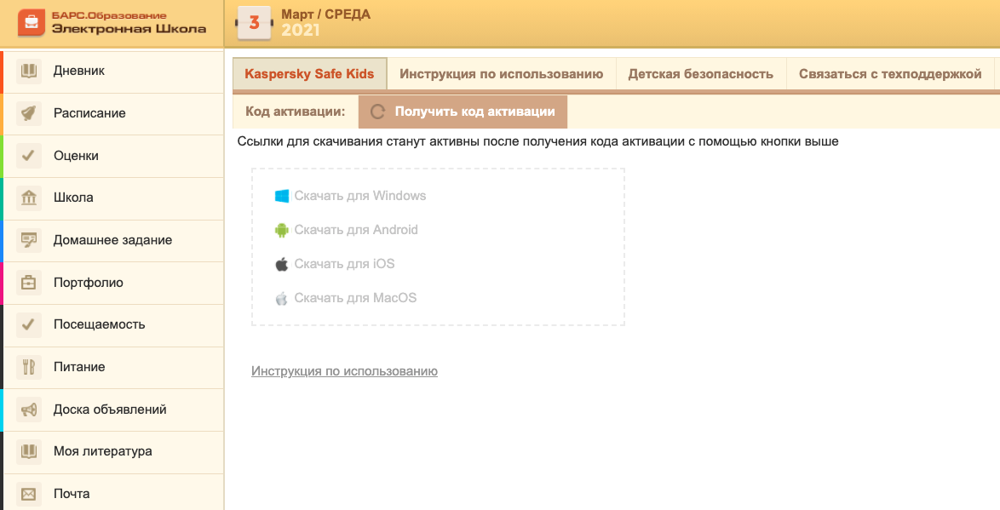 БАРС.Образование
Электронная Школа
3
Март / СРЕДА
2021
Дневник
Расписание
Оценки
Школа
Домашнее задание
Портфолио
Посещаемость
Питание
Доска объявлений
Моя литература
Почта
Kaspersky Safe Kids
Инструкция по использованию
Детская безопасность
Связаться с техподдержкой
Код активации:
Получить код активации
Ссылки для скачивания станут активны после получения кода активации с помощью кнопки выше
Скачать для Windows
Скачать для Android
Скачать для iOS
Скачать для MacOS
Инструкция по использованию